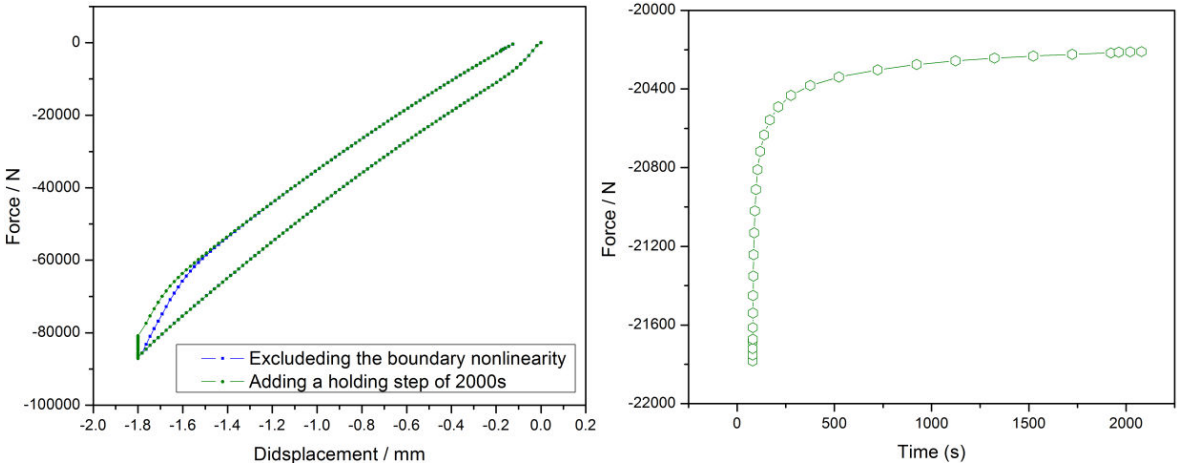 0
-20000
-40000
-60000
-80000
-100000
Force / N
-2.0 -1.8 -1.6 -1.4 -1.2 -1.0 -0.8 -0.6 -0.4 -0.2 0.0 0.2
Didsplacement / mm
Excludeding the boundary nonlinearity
Adding a holding step of 2000s
-20000
-20400
-20800
-21200
-21600
-22000
Force / N
0 500 1000 1500 2000
Time (s)